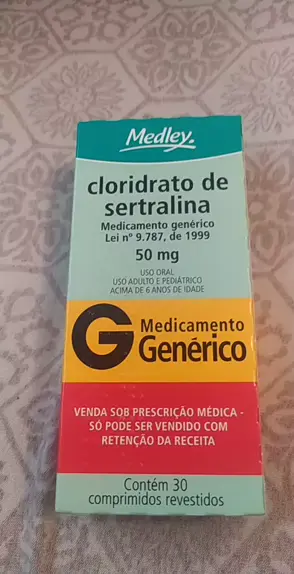 Medley.
cloridrato de
sertralina
Medicamento genérico
Lei nº 9.787, de 1999
50 mg
USO ORAL
USO ADULTO E PEDIÁTRICO
ACIMA DE 6 ANOS DE IDADE
G Medicamento
Genérico
VENDA SOB PRESCRIÇÃO MÉDICA -
SÓ PODE SER VENDIDO COM
RETENÇÃO DA RECEITA
Contém 30
comprimidos revestidos